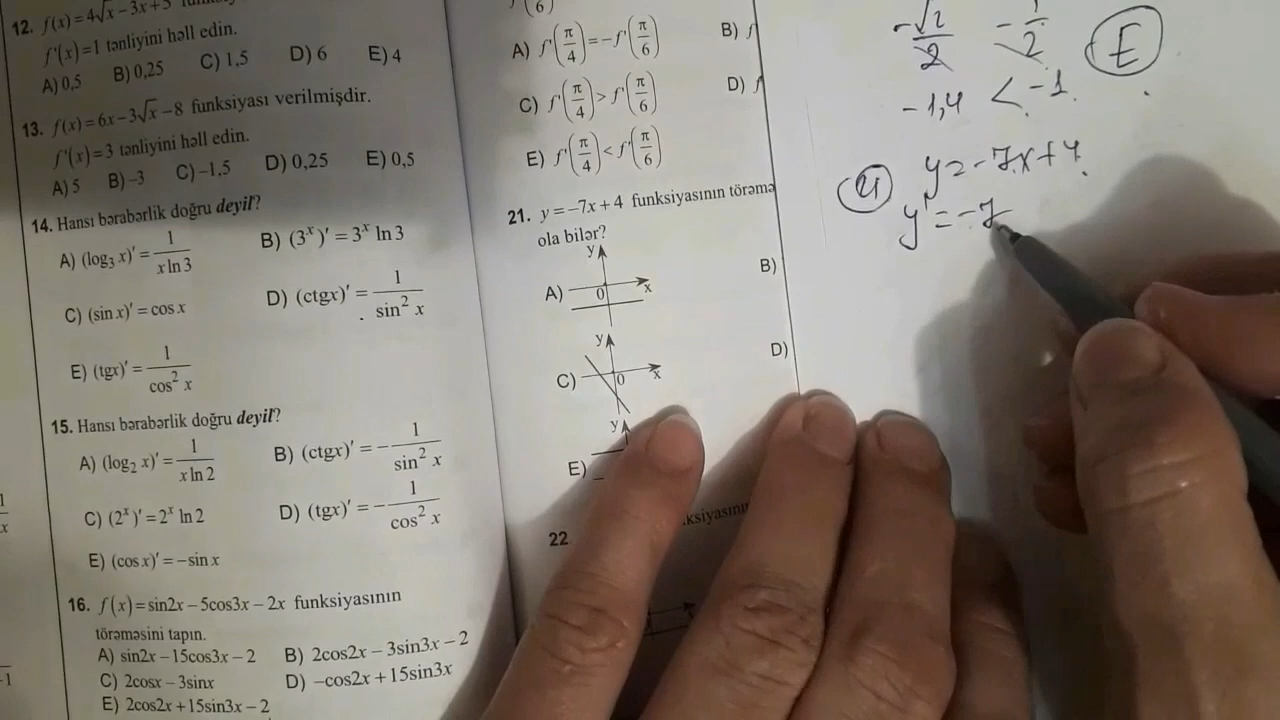 12. f(x)=4√x−3x+5
f'(x)=1 tənliyini həll edin.
A) 0,5 B) 0,25 C) 1,5 D) 6 E) 4
13. f(x)=6x−3√x−8 funksiyası verilmişdir.
f'(x)=3 tənliyini həll edin.
A) 5 B) −3 C) −1,5 D) 0,25 E) 0,5
14. Hansı bərabərlik doğru deyil?
A) (log₃ x)' = 1/(x ln 3) B) (3ˣ)' = 3ˣ ln 3
C) (sin x)' = cos x D) (ctgx)' = 1/(sin² x)
E) (tgx)' = 1/(cos² x)
15. Hansı bərabərlik doğru deyil?
A) (log₂ x)' = 1/(x ln 2) B) (ctgx)' = − 1/(sin² x)
C) (2ˣ)' = 2ˣ ln 2 D) (tgx)' = − 1/(cos² x)
E) (cos x)' = −sin x
16. f(x)=sin2x−5cos3x−2x funksiyasının
törəməsini tapın.
A) sin2x−15cos3x−2 B) 2cos2x−3sin3x−2
C) 2cosx−3sinx D) −cos2x+15sin3x
E) 2cos2x+15sin3x−2
A) f'(π/4)=−f'(π/6) B) f
C) f'(π/4)>f'(π/6) D) f
E) f'(π/4)<f'(π/6)
21. y=−7x+4 funksiyasının törəmə
ola bilər?
A) y 0 x B)
C) y 0 x D)
E) y
22
−√2/2 −1/2 E
−1,4 < −1
21 y=−7x+4
y'=−7